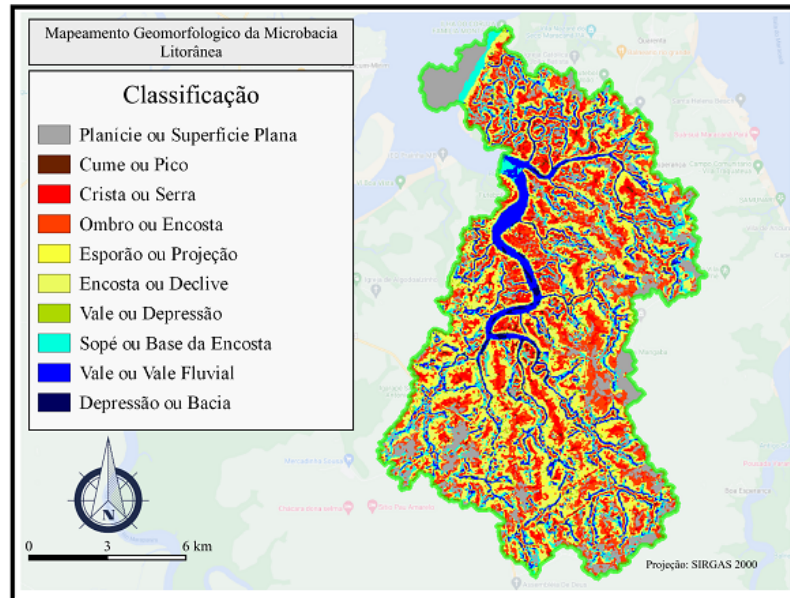 Mapeamento Geomorfologico da Microbacia
Litorânea
Classificação
Planície ou Superfície Plana
Cume ou Pico
Crista ou Serra
Ombro ou Encosta
Esporão ou Projeção
Encosta ou Declive
Vale ou Depressão
Sopé ou Base da Encosta
Vale ou Vale Fluvial
Depressão ou Bacia
N
0 3 6 km
Projeção: SIRGAS 2000